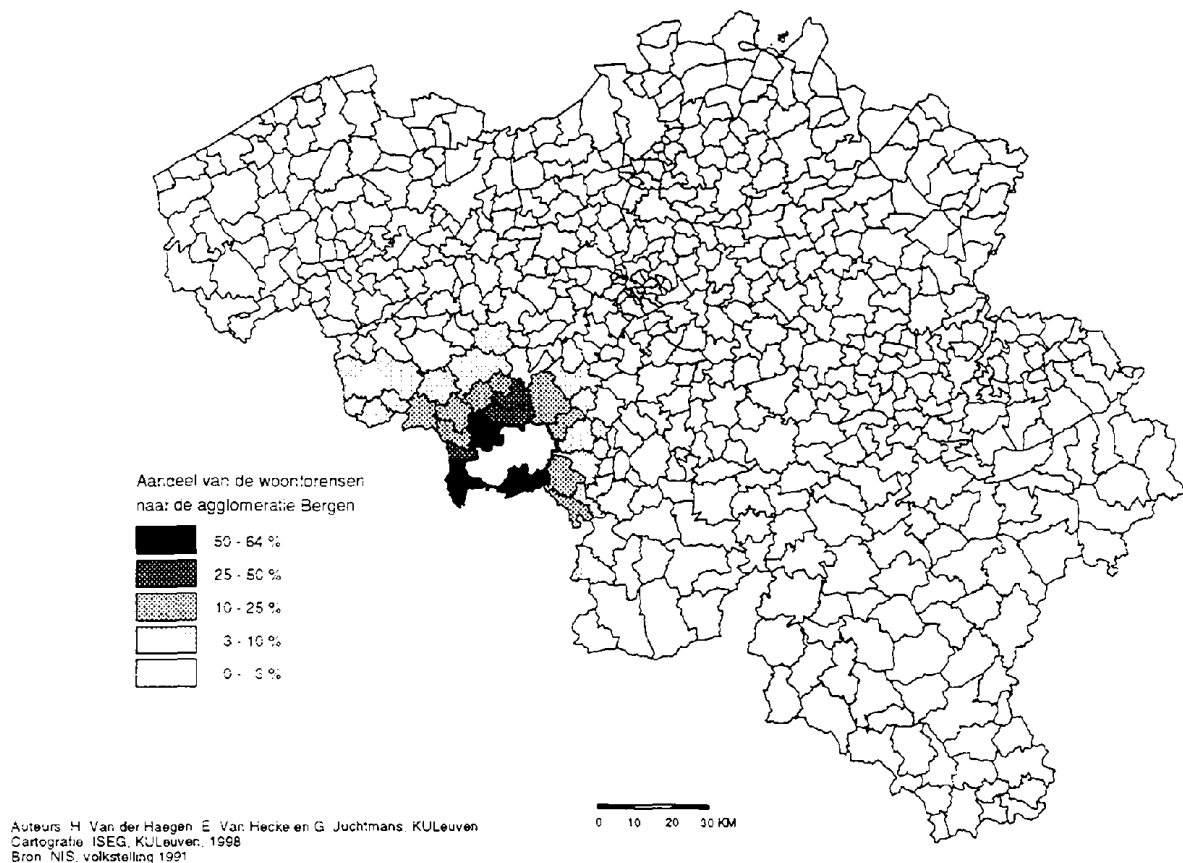 Aandeel van de woonforensen
naar de agglomeratie Bergen
50 - 64 %
25 - 50 %
10 - 25 %
3 - 10 %
0 - 3 %
0 10 20 30 KM
Auteurs H. Van der Haegen E. Van Hecke en G. Juchtmans, KULeuven
Cartografie ISEG, KULeuven, 1998
Bron NIS, volkstelling 1991